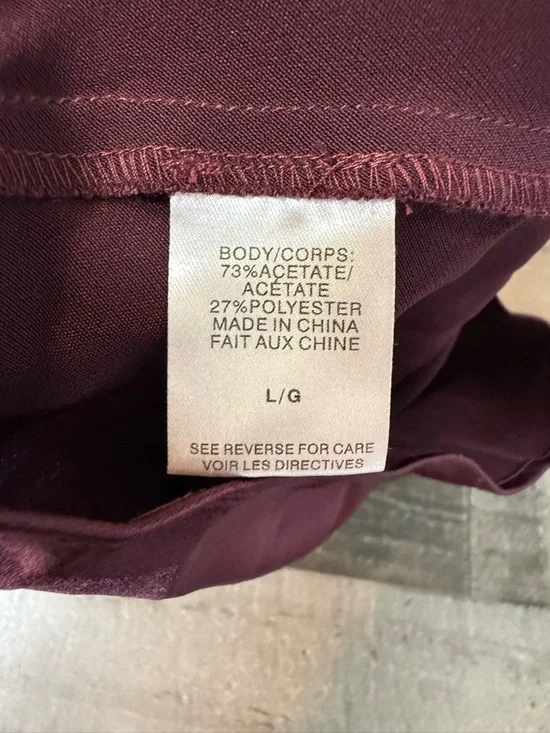 BODY/CORPS:
73%ACETATE/
ACÉTATE
27%POLYESTER
MADE IN CHINA
FAIT AUX CHINE
L/G
SEE REVERSE FOR CARE
VOIR LES DIRECTIVES